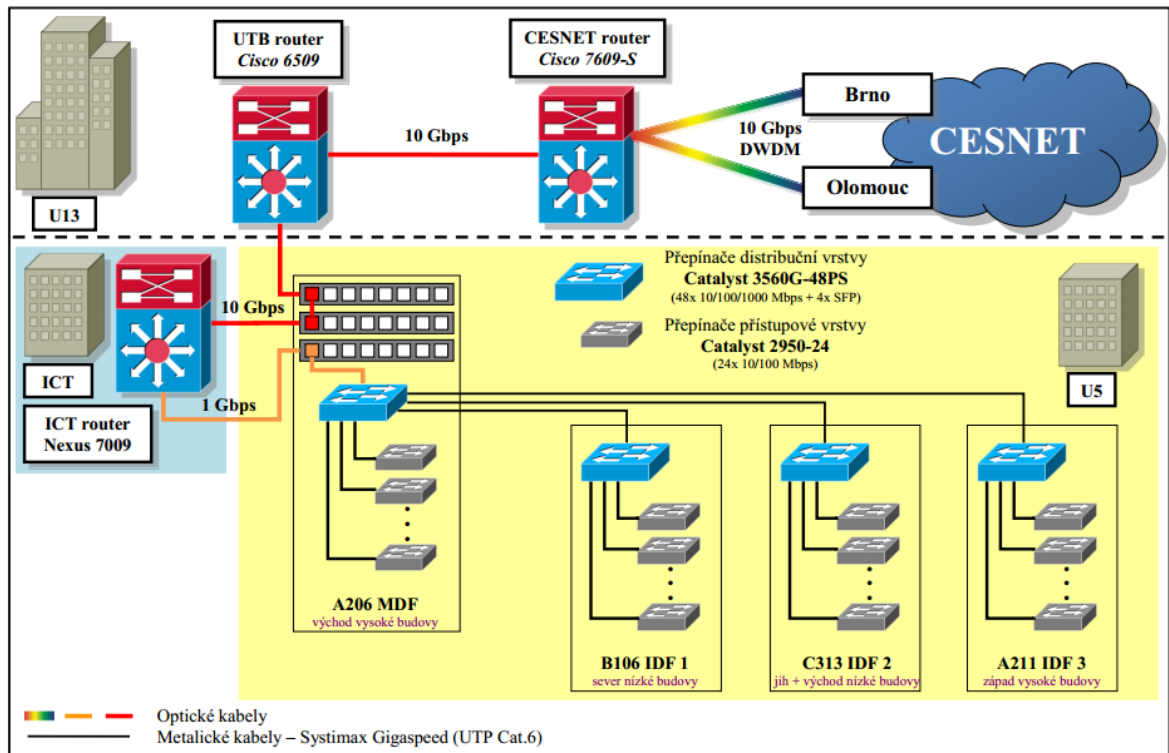 UTB router
Cisco 6509
CESNET router
Cisco 7609-S
Brno
10 Gbps
10 Gbps
DWDM
CESNET
Olomouc
U13
Přepínače distribuční vrstvy
Catalyst 3560G-48PS
(48x 10/100/1000 Mbps + 4x SFP)
10 Gbps
Přepínače přístupové vrstvy
Catalyst 2950-24
(24x 10/100 Mbps)
ICT
U5
1 Gbps
ICT router
Nexus 7009
A206 MDF
východ vysoké budovy
B106 IDF 1
sever nízké budovy
C313 IDF 2
jih + východ nízké budovy
A211 IDF 3
západ vysoké budovy
Optické kabely
Metalické kabely – Systimax Gigaspeed (UTP Cat.6)